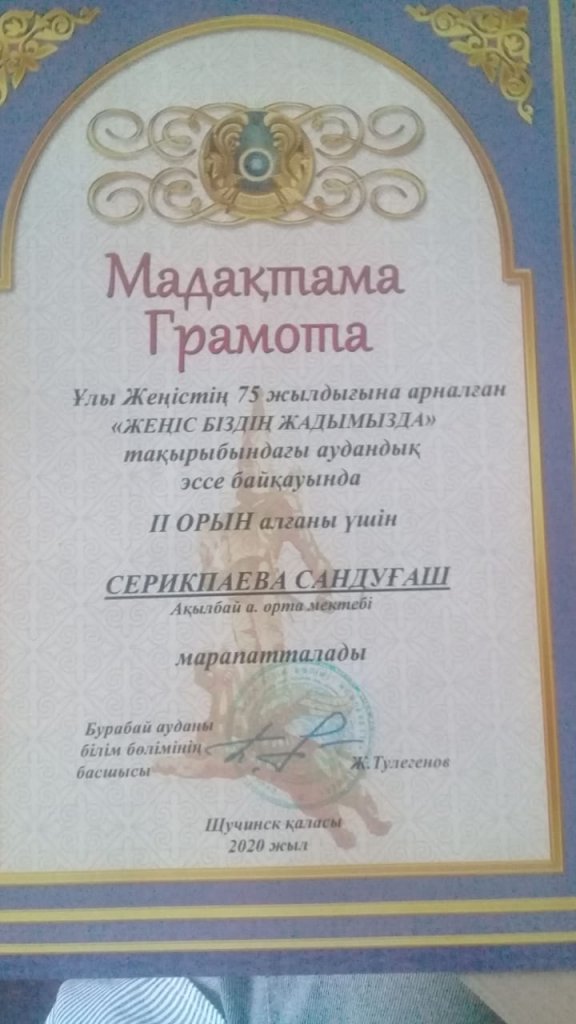 Мадақтама
Грамота
Ұлы Жеңістің 75 жылдығына арналған
«ЖЕҢІС БІЗДІҢ ЖАДЫМЫЗДА»
тақырыбындағы аудандық
эссе байқауында
ІІ ОРЫН алғаны үшін
СЕРИКПАЕВА САНДУҒАШ
Ақылбай а. орта мектебі
марапатталады
Бурабай ауданы
білім бөлімінің
басшысы
Ж.Тулегенов
Щучинск қаласы
2020 жыл